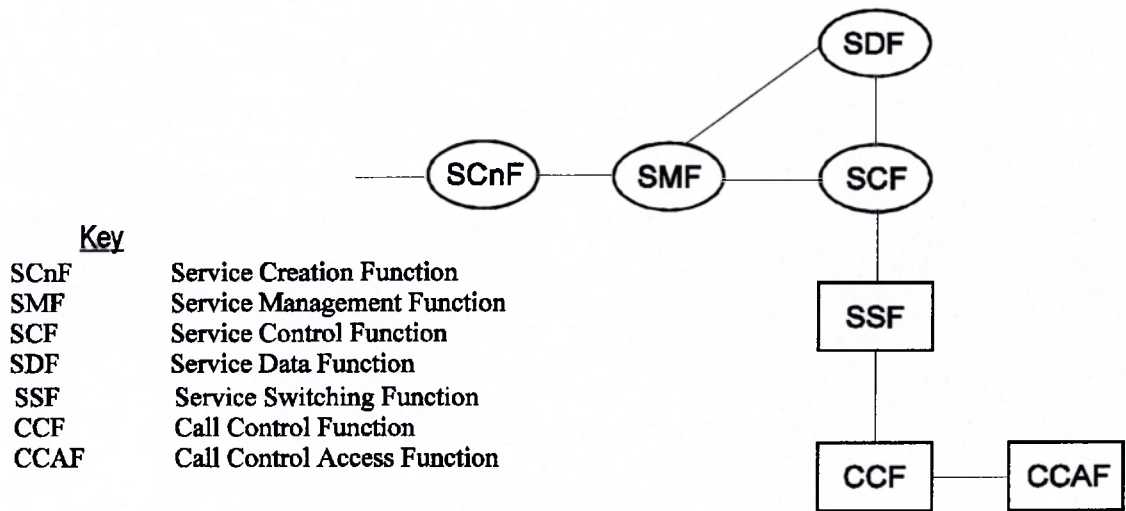 SDF
SCnF SMF SCF
Key
SCnF Service Creation Function
SMF Service Management Function
SCF Service Control Function
SDF Service Data Function
SSF Service Switching Function
CCF Call Control Function
CCAF Call Control Access Function
SSF
CCF CCAF